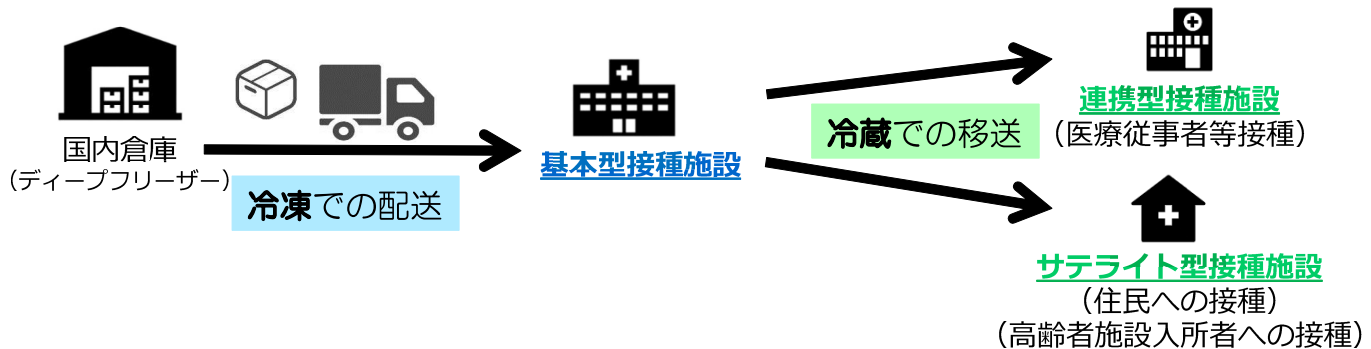 国内倉庫
（ディープフリーザー）
冷凍での配送
基本型接種施設
冷蔵での移送
連携型接種施設
（医療従事者等接種）
サテライト型接種施設
（住民への接種）
（高齢者施設入所者への接種）